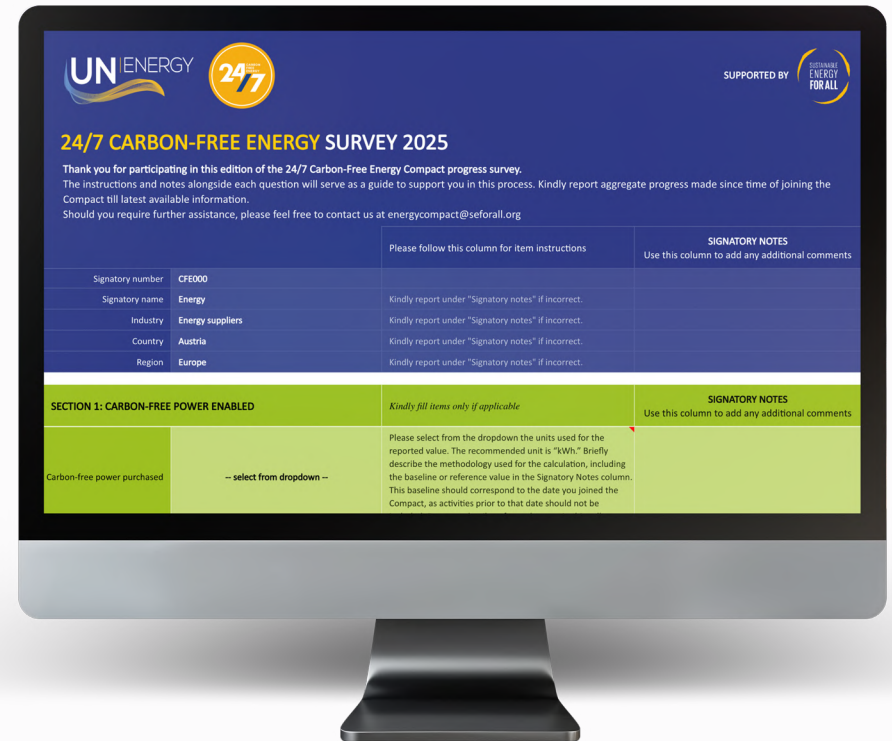 UN ENERGY
24/7
CARBON
FREE
ENERGY
SUPPORTED BY
SUSTAINABLE
ENERGY
FOR ALL
24/7 CARBON-FREE ENERGY SURVEY 2025
Thank you for participating in this edition of the 24/7 Carbon-Free Energy Compact progress survey.
The instructions and notes alongside each question will serve as a guide to support you in this process. Kindly report aggregate progress made since time of joining the
Compact till latest available information.
Should you require further assistance, please feel free to contact us at energycompact@seforall.org
Please follow this column for item instructions
SIGNATORY NOTES
Use this column to add any additional comments
Signatory number CFE000
Signatory name Energy Kindly report under "Signatory notes" if incorrect.
Industry Energy suppliers Kindly report under "Signatory notes" if incorrect.
Country Austria Kindly report under "Signatory notes" if incorrect.
Region Europe Kindly report under "Signatory notes" if incorrect.
SECTION 1: CARBON-FREE POWER ENABLED
Kindly fill items only if applicable
SIGNATORY NOTES
Use this column to add any additional comments
Carbon-free power purchased
-- select from dropdown --
Please select from the dropdown the units used for the
reported value. The recommended unit is "kWh." Briefly
describe the methodology used for the calculation, including
the baseline or reference value in the Signatory Notes column.
This baseline should correspond to the date you joined the
Compact, as activities prior to that date should not be